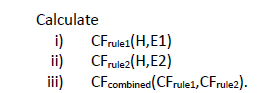 Calculate
i) CFrule1(H,E1)
ii) CFrule2(H,E2)
iii) CFcombined(CFrule1,CFrule2).